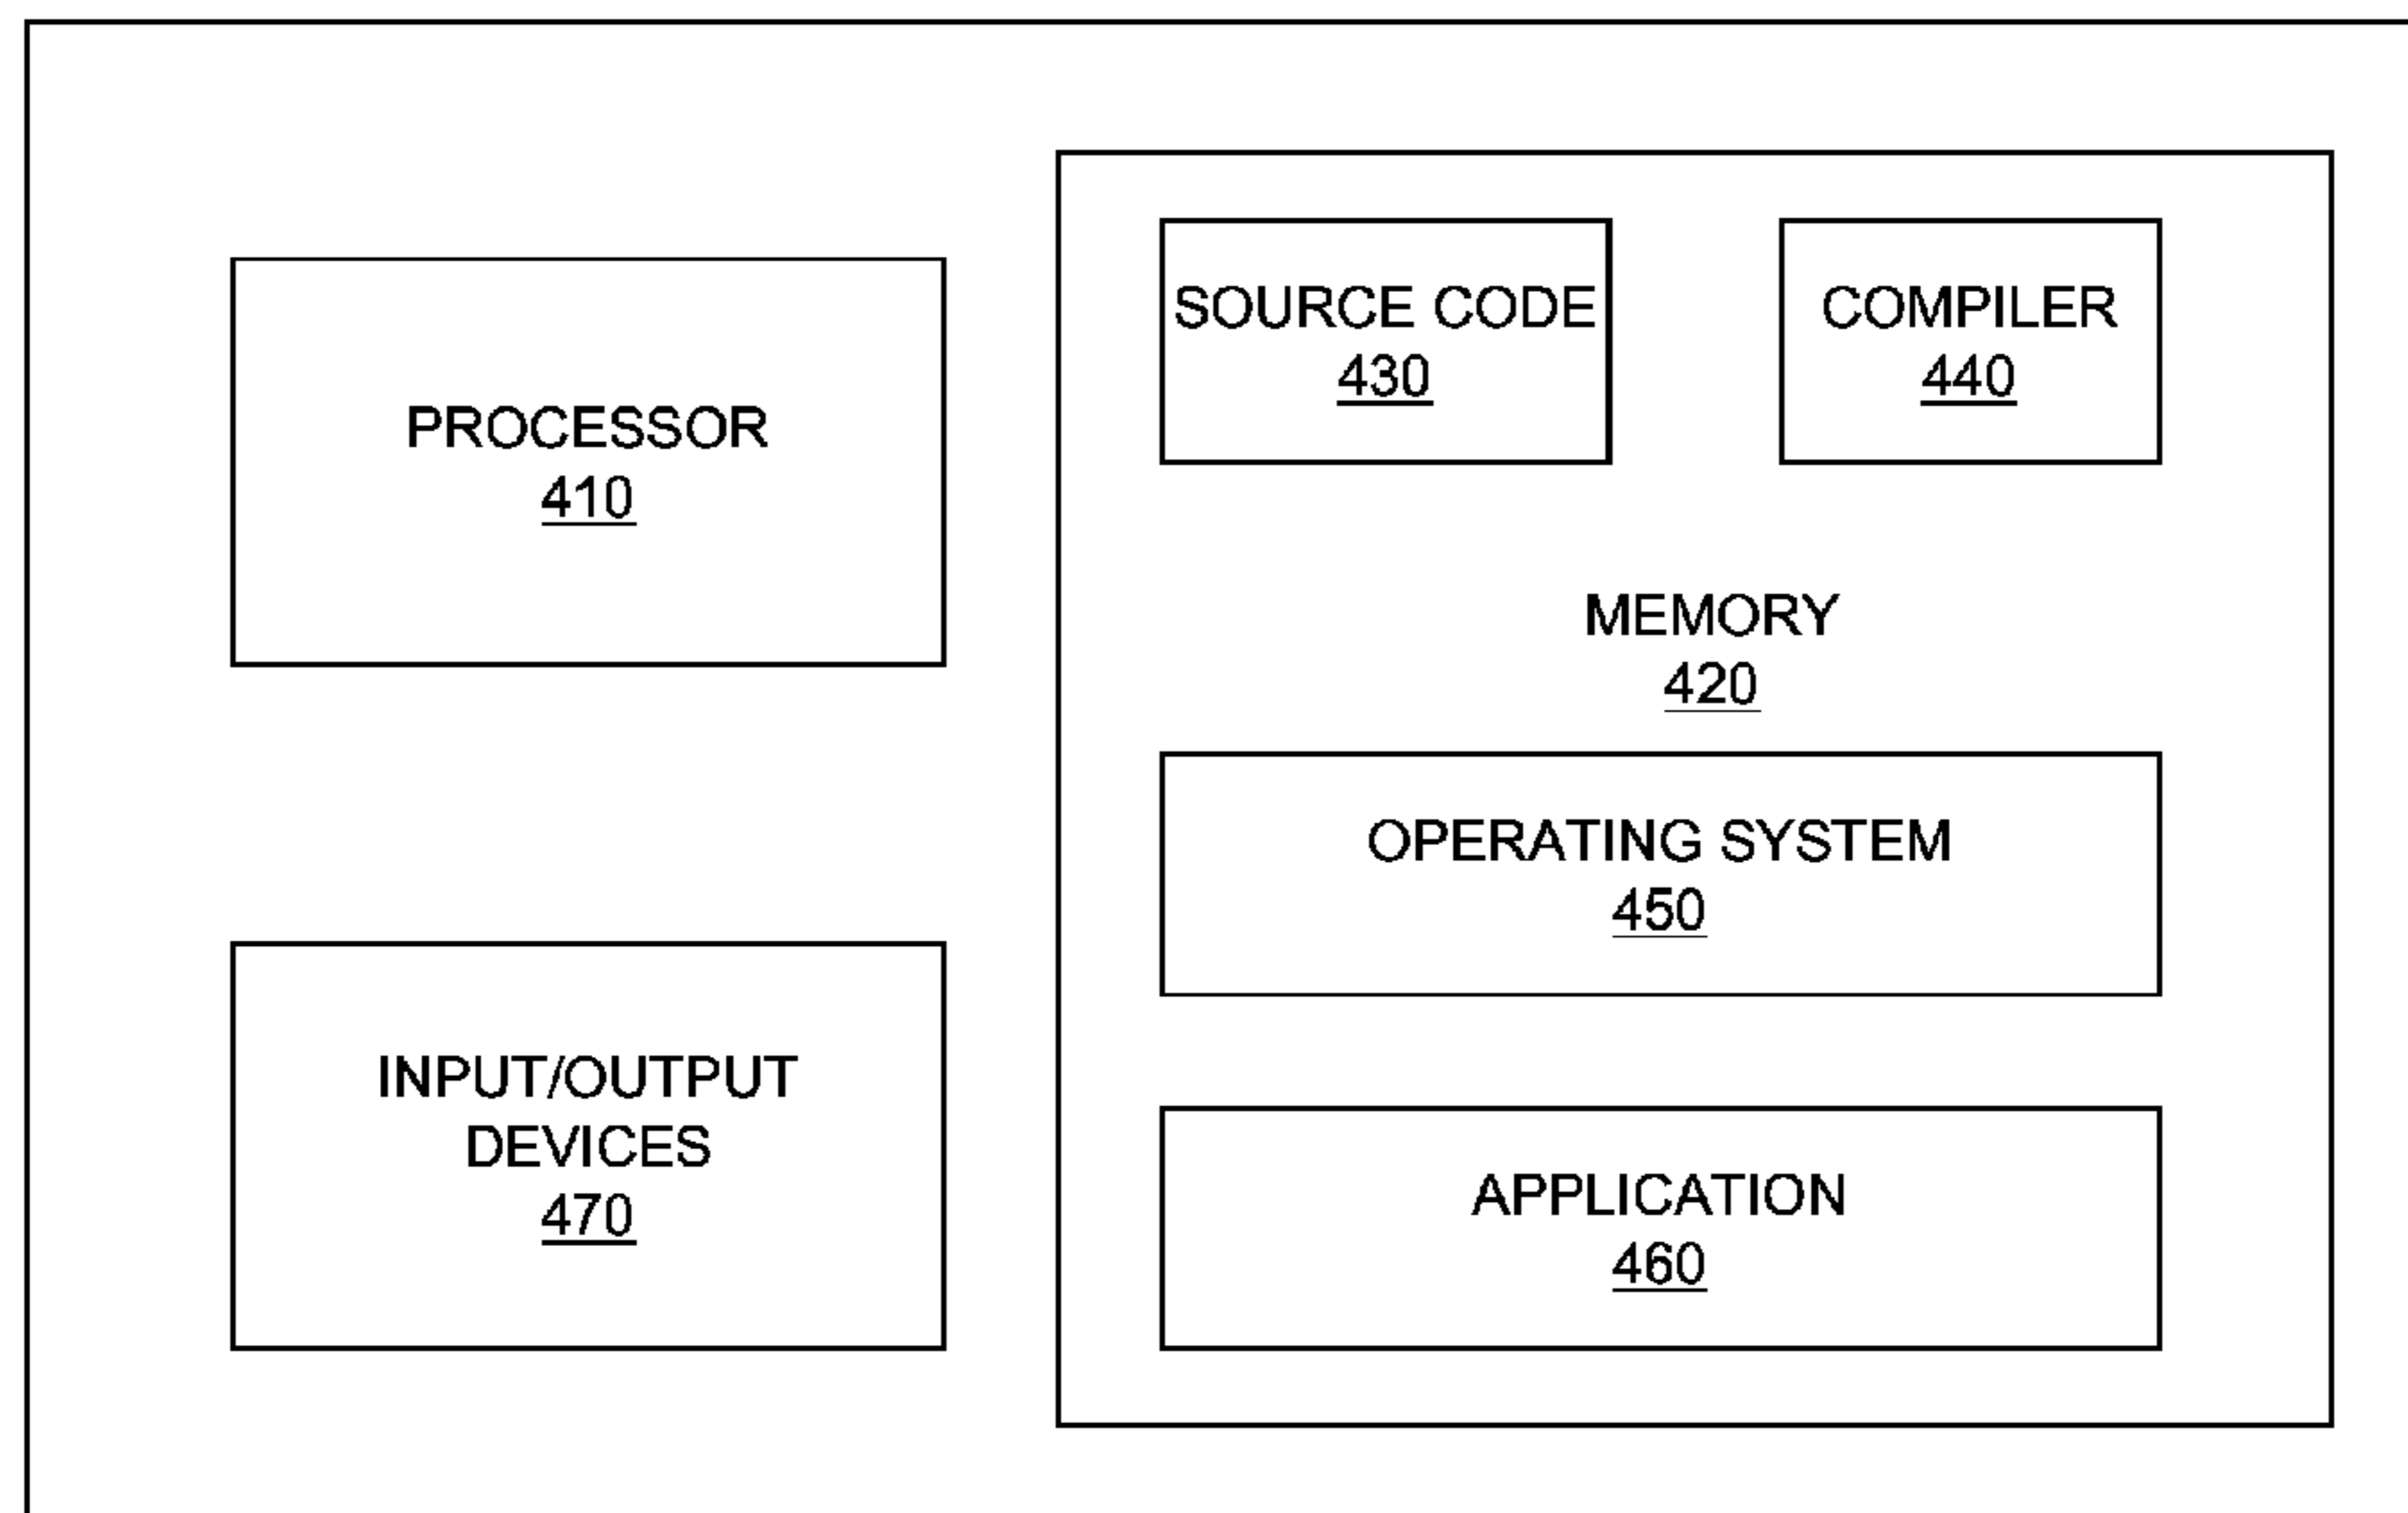 PROCESSOR
410
INPUT/OUTPUT
DEVICES
470
SOURCE CODE
430
COMPILER
440
MEMORY
420
OPERATING SYSTEM
450
APPLICATION
460